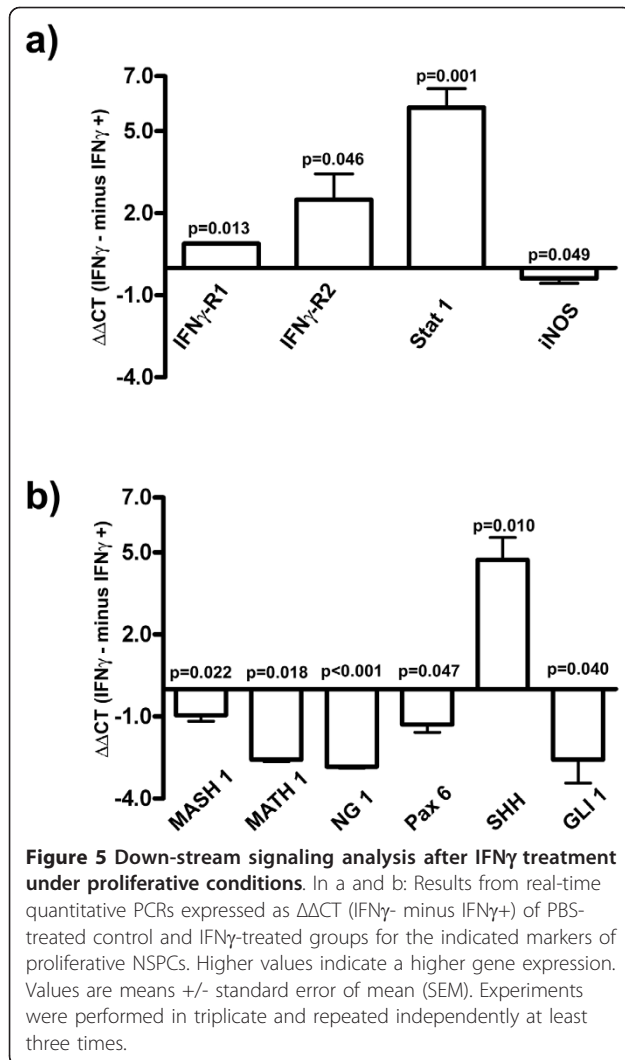 a)
ΔΔCT (IFNγ - minus IFNγ +)
7.0
5.0
2.0
-1.0
-4.0
p=0.013
p=0.046
p=0.001
p=0.049
IFNγ-R1
IFNγ-R2
Stat 1
iNOS
b)
ΔΔCT (IFNγ - minus IFNγ +)
7.0
5.0
2.0
-1.0
-4.0
p=0.022
p=0.018
p<0.001
p=0.047
p=0.010
p=0.040
MASH 1
MATH 1
NG 1
Pax 6
SHH
GLI 1
Figure 5 Down-stream signaling analysis after IFNγ treatment
under proliferative conditions. In a and b: Results from real-time
quantitative PCRs expressed as ΔΔCT (IFNγ- minus IFNγ+) of PBS-
treated control and IFNγ-treated groups for the indicated markers of
proliferative NSPCs. Higher values indicate a higher gene expression.
Values are means +/- standard error of mean (SEM). Experiments
were performed in triplicate and repeated independently at least
three times.